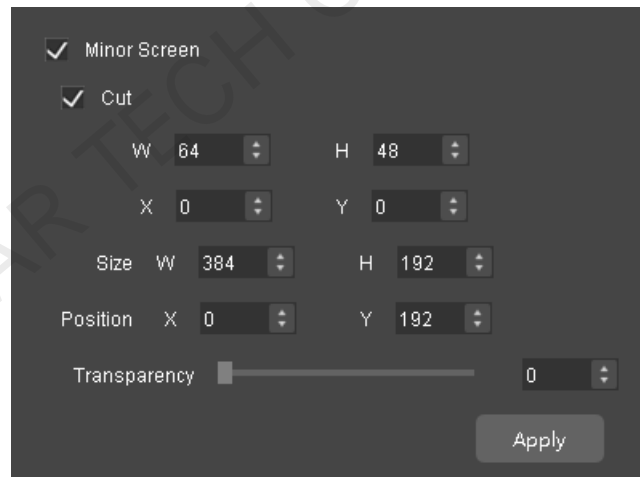 Minor Screen
Cut
W 64 H 48
X 0 Y 0
Size W 384 H 192
Position X 0 Y 192
Transparency 0
Apply